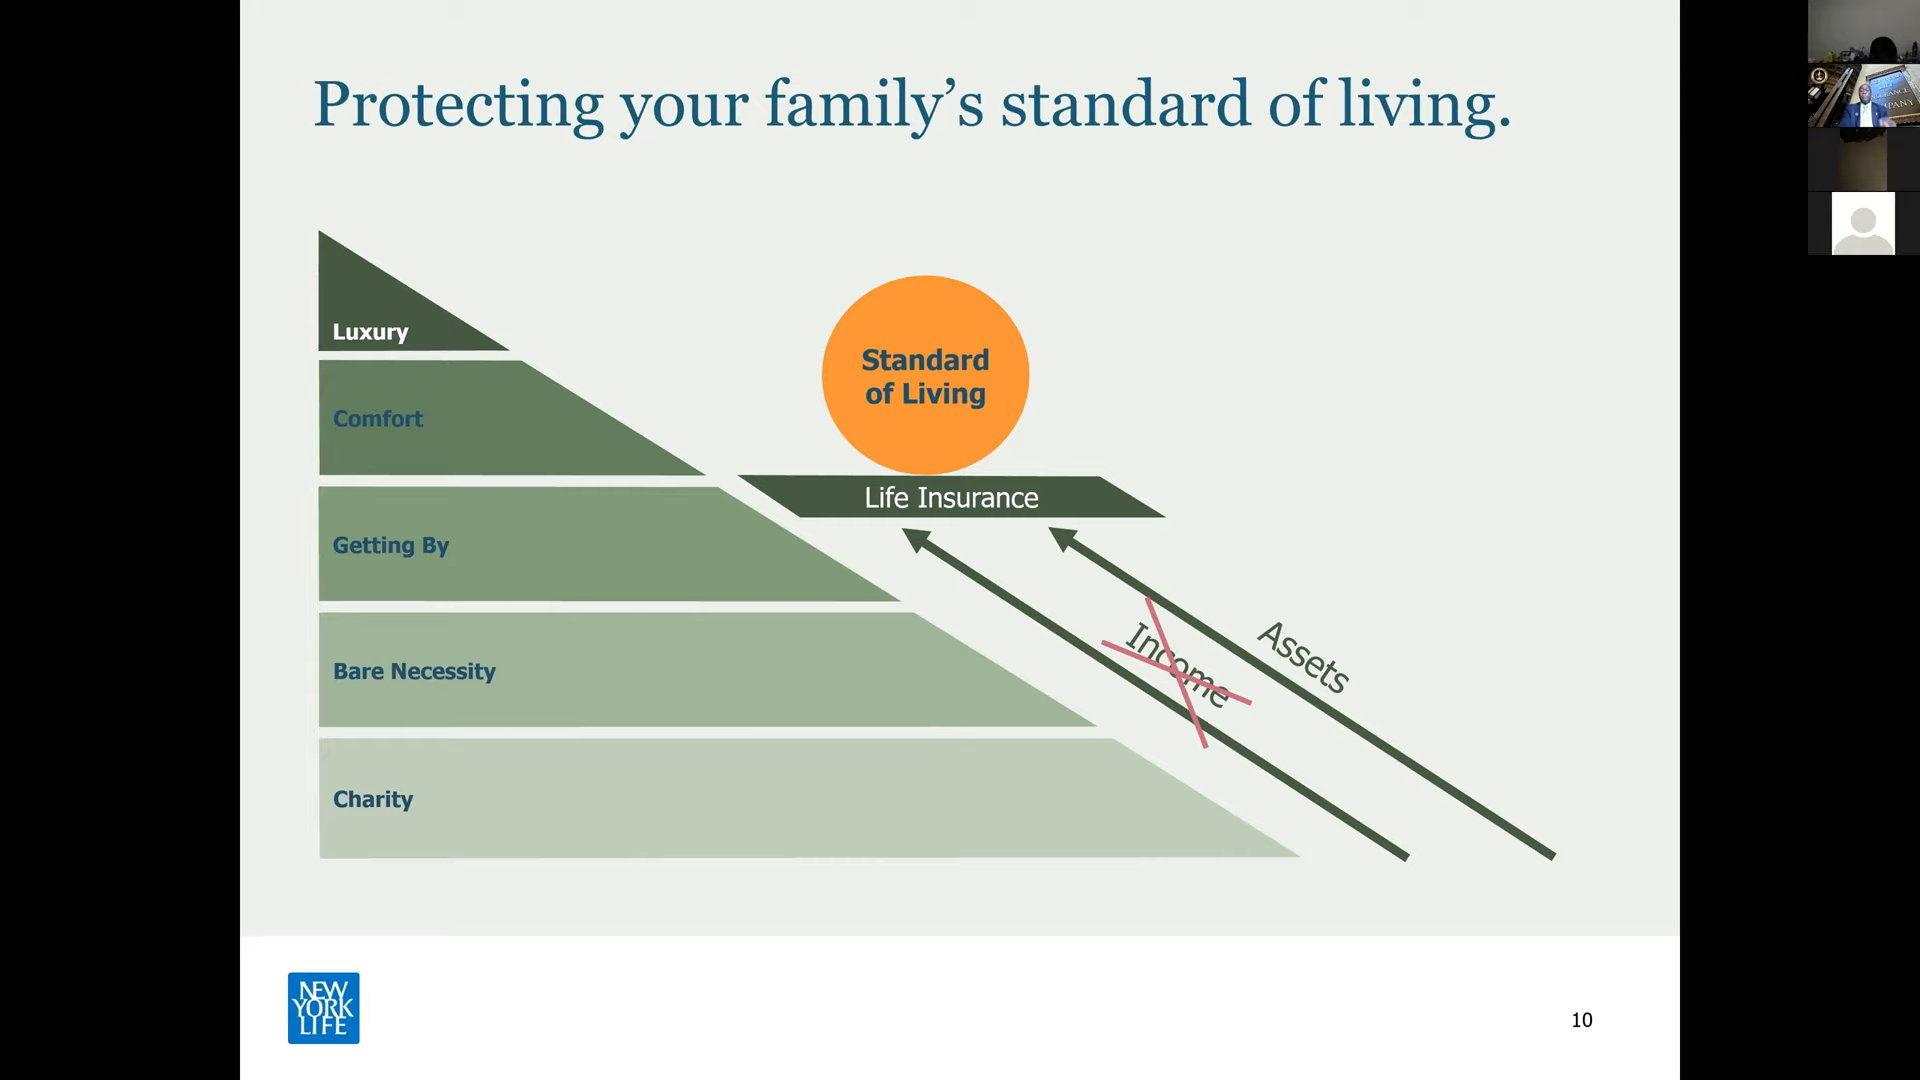 Protecting your family’s standard of living.
Luxury
Comfort
Getting By
Bare Necessity
Charity
Standard
of Living
Life Insurance
Income
Assets
NEW
YORK
LIFE
10